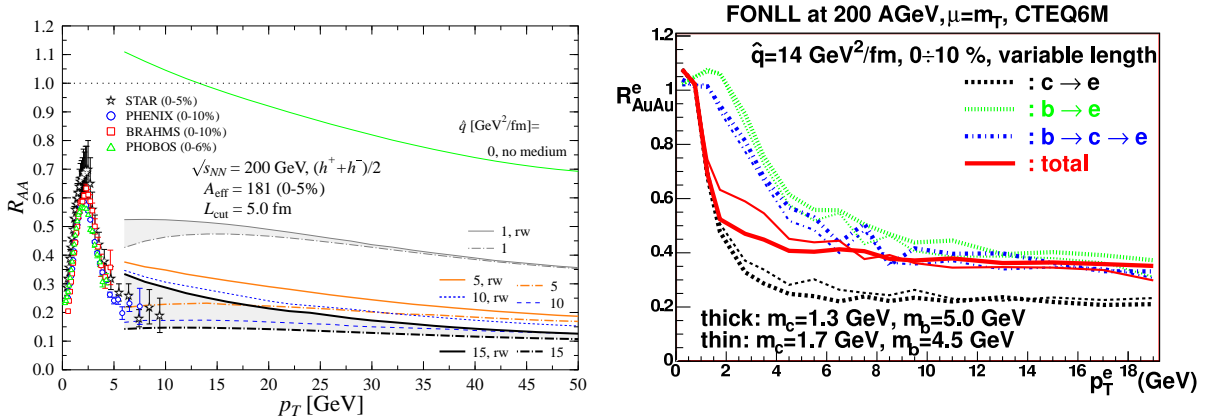 1.2
1.1
1.0
0.9
0.8
0.7
0.6
0.5
0.4
0.3
0.2
0.1
0.0
R_AA
STAR (0-5%)
PHENIX (0-10%)
BRAHMS (0-10%)
PHOBOS (0-6%)
q̂ [GeV²/fm]=
0, no medium
√s_NN = 200 GeV, (h⁺+h⁻)/2
A_eff = 181 (0-5%)
L_cut = 5.0 fm
1, rw
1
5, rw
5
10, rw
10
15, rw
15
0 5 10 15 20 25 30 35 40 45 50
p_T [GeV]
FONLL at 200 AGeV,μ=m_T, CTEQ6M
q̂=14 GeV²/fm, 0÷10 %, variable length
: c → e
: b → e
: b → c → e
: total
1.2
1
R^e_AuAu
0.8
0.6
0.4
0.2
0
thick: m_c=1.3 GeV, m_b=5.0 GeV
thin: m_c=1.7 GeV, m_b=4.5 GeV
0 2 4 6 8 10 12 14 16 18
p^e_T (GeV)